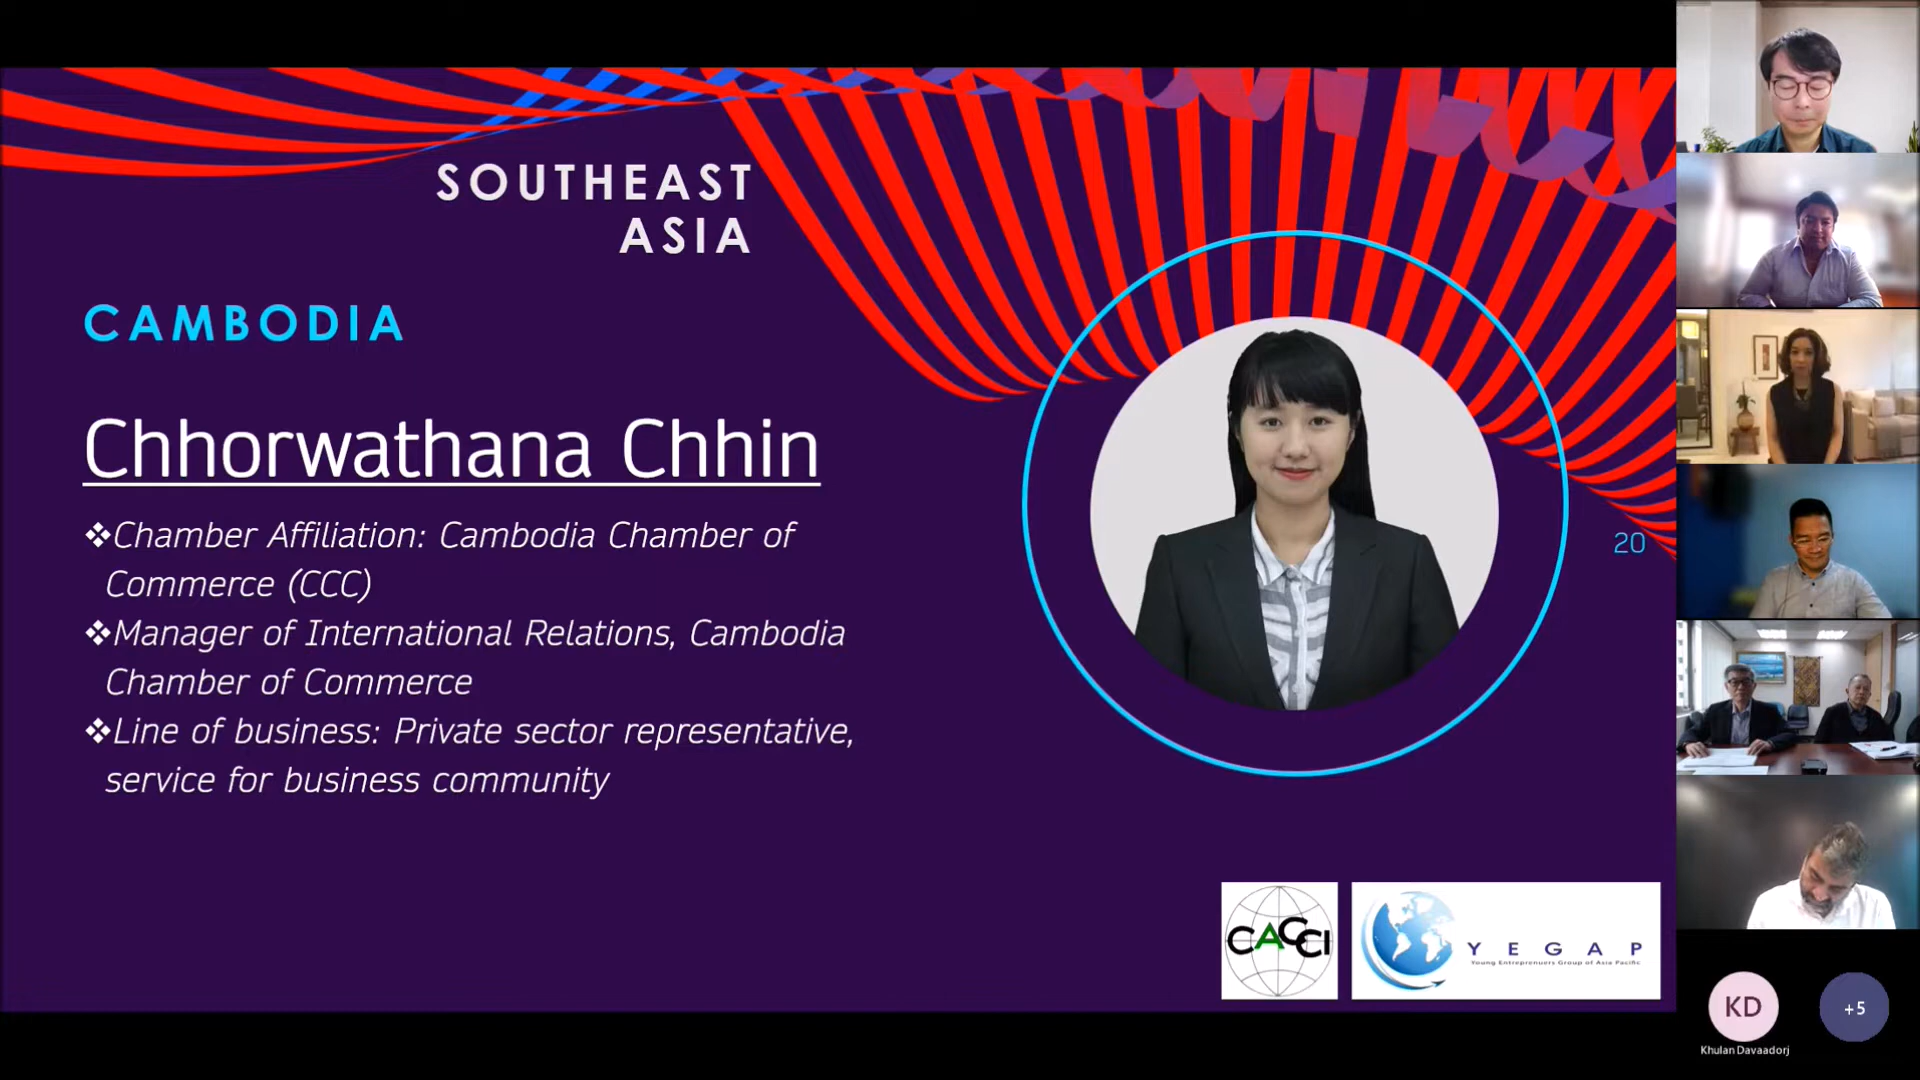 SOUTHEAST
ASIA
CAMBODIA
Chhorwathana Chhin
❖Chamber Affiliation: Cambodia Chamber of
Commerce (CCC)
❖Manager of International Relations, Cambodia
Chamber of Commerce
❖Line of business: Private sector representative,
service for business community
20
CACCI
YEGAP
Young Entreprenuers Group of Asia Pacific
KD
+5
Khulan Davaadorj